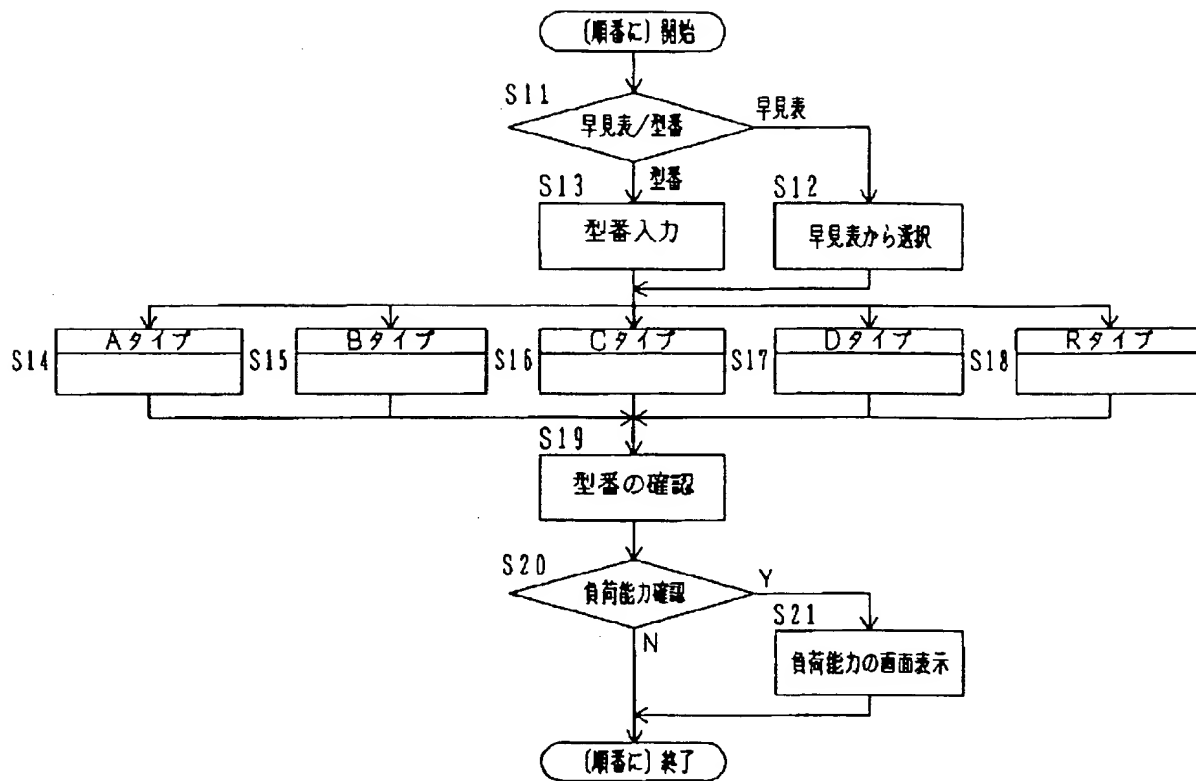 (順番に) 開始
S11
早見表/型番
早見表
型番
S13
型番入力
S12
早見表から選択
S14
Aタイプ
S15
Bタイプ
S16
Cタイプ
S17
Dタイプ
S18
Rタイプ
S19
型番の確認
S20
負荷能力確認
Y
N
S21
負荷能力の画面表示
(順番に) 終了